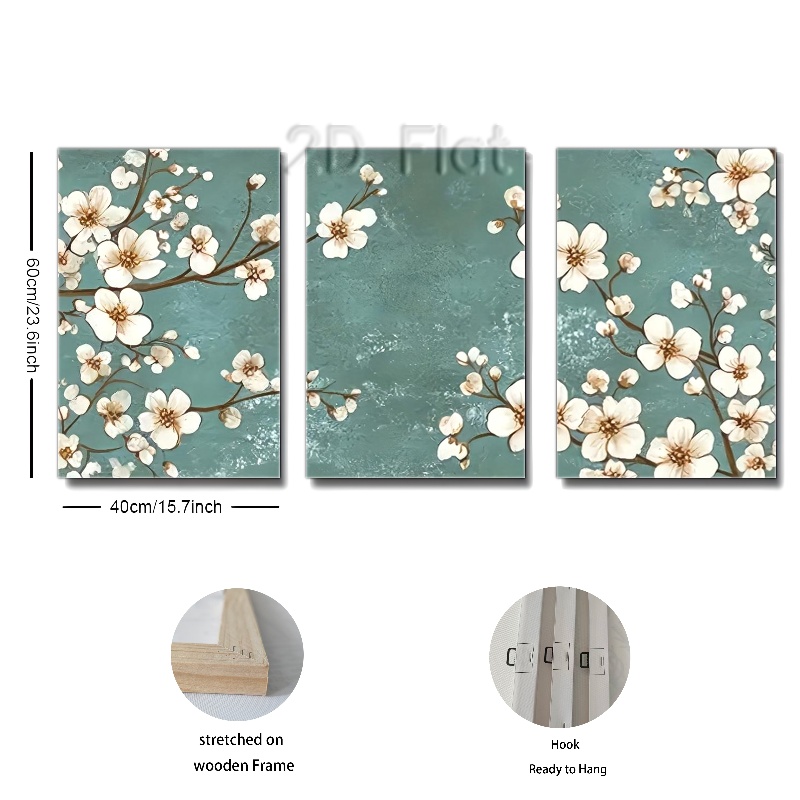 2D Flat
60cm/23.6inch
40cm/15.7inch
stretched on
wooden Frame
Hook
Ready to Hang